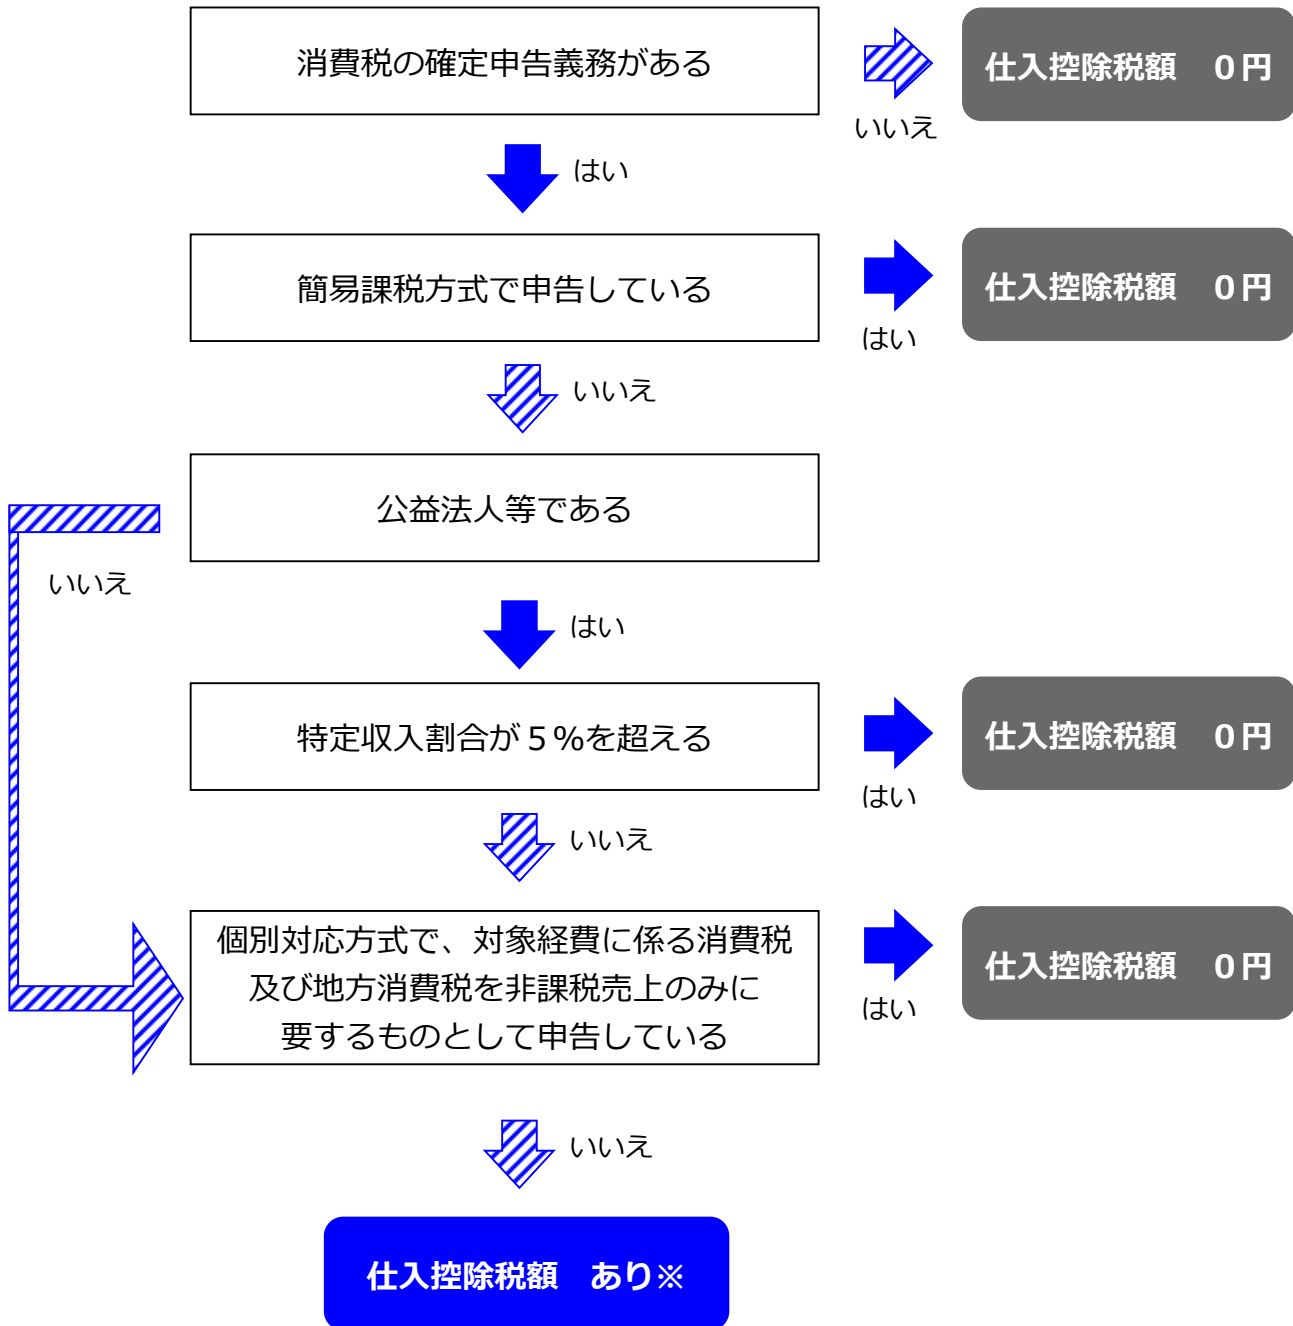 消費税の確定申告義務がある
仕入控除税額　０円
いいえ
はい
簡易課税方式で申告している
仕入控除税額　０円
はい
いいえ
公益法人等である
いいえ
はい
特定収入割合が５％を超える
仕入控除税額　０円
はい
いいえ
個別対応方式で、対象経費に係る消費税
及び地方消費税を非課税売上のみに
要するものとして申告している
仕入控除税額　０円
はい
いいえ
仕入控除税額　あり※